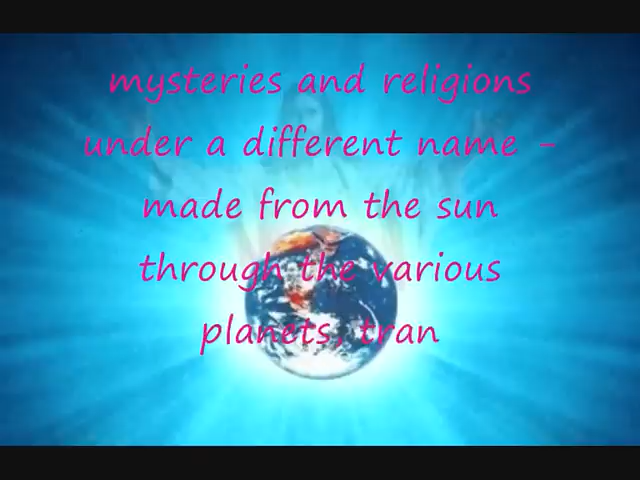 mysteries and religions
under a different name -
made from the sun
through the various
planets, tran